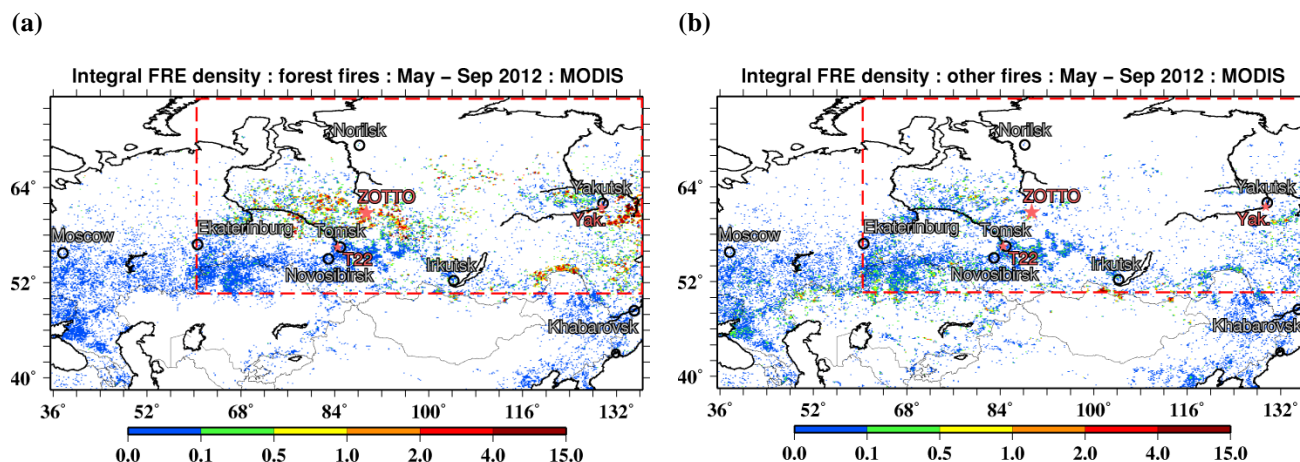 (a)
(b)
Integral FRE density : forest fires : May − Sep 2012 : MODIS
Norilsk
64°
ZOTTO
Yakutsk
Yak.
Ekaterinburg
Tomsk
Moscow
T22
Novosibirsk
Irkutsk
52°
Khabarovsk
40°
36 52 68 84 100 116 132
0.0 0.1 0.5 1.0 2.0 4.0 15.0
Integral FRE density : other fires : May − Sep 2012 : MODIS
Norilsk
64°
ZOTTO
Yakutsk
Yak.
Ekaterinburg
Tomsk
Moscow
T22
Novosibirsk
Irkutsk
52°
Khabarovsk
40°
36 52 68 84 100 116 132
0.0 0.1 0.5 1.0 2.0 4.0 15.0